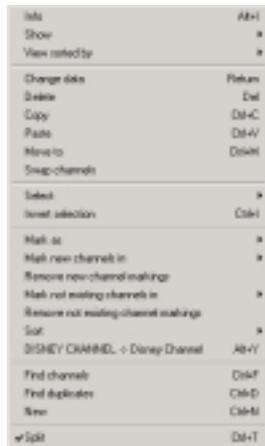 Info Alt+I
Show
View sorted by
Change data Return
Delete Del
Copy Ctrl+C
Paste Ctrl+V
Move to Ctrl+M
Swap channels
Select
Invert selection Ctrl+I
Mark as
Mark new channels in
Remove new channel markings
Mark not existing channels in
Remove not existing channel markings
Sort
DISNEY CHANNEL -> Disney Channel Alt+Y
Find channels Ctrl+F
Find duplicates Ctrl+D
New Ctrl+N
Split Ctrl+T